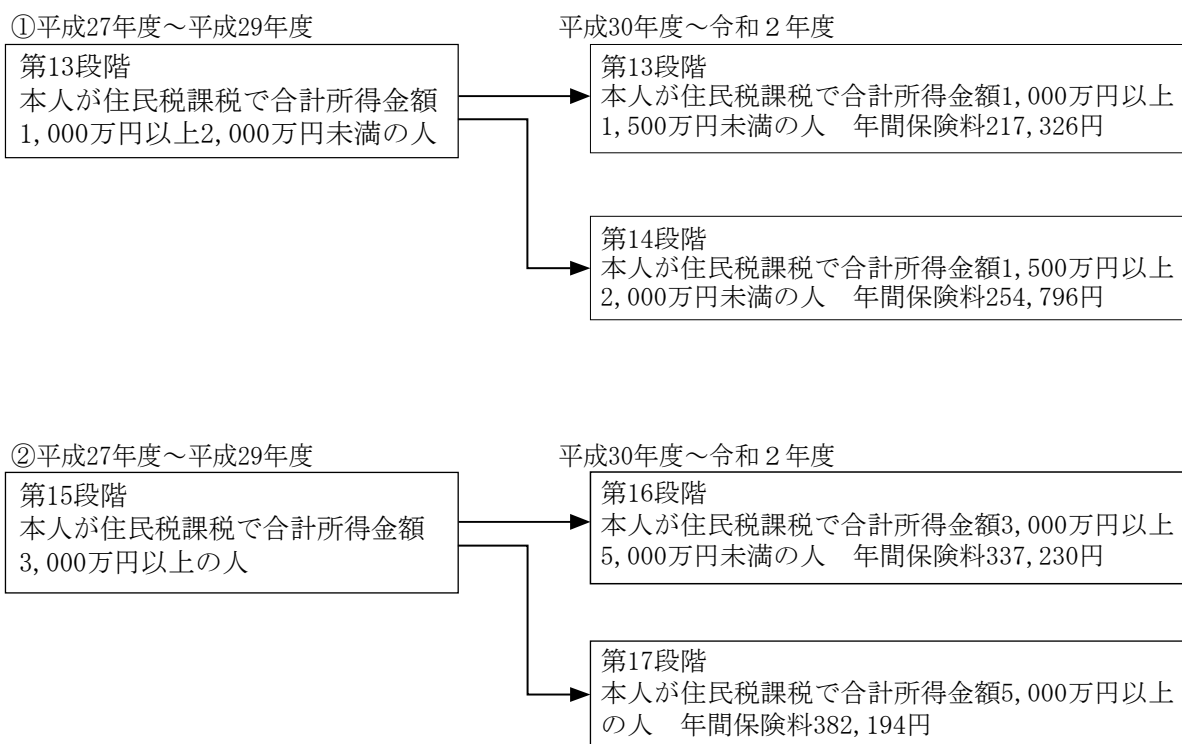 ①平成27年度～平成29年度
平成30年度～令和２年度
第13段階
本人が住民税課税で合計所得金額
1,000万円以上2,000万円未満の人
第13段階
本人が住民税課税で合計所得金額1,000万円以上
1,500万円未満の人　年間保険料217,326円
第14段階
本人が住民税課税で合計所得金額1,500万円以上
2,000万円未満の人　年間保険料254,796円
②平成27年度～平成29年度
平成30年度～令和２年度
第15段階
本人が住民税課税で合計所得金額
3,000万円以上の人
第16段階
本人が住民税課税で合計所得金額3,000万円以上
5,000万円未満の人　年間保険料337,230円
第17段階
本人が住民税課税で合計所得金額5,000万円以上
の人　年間保険料382,194円